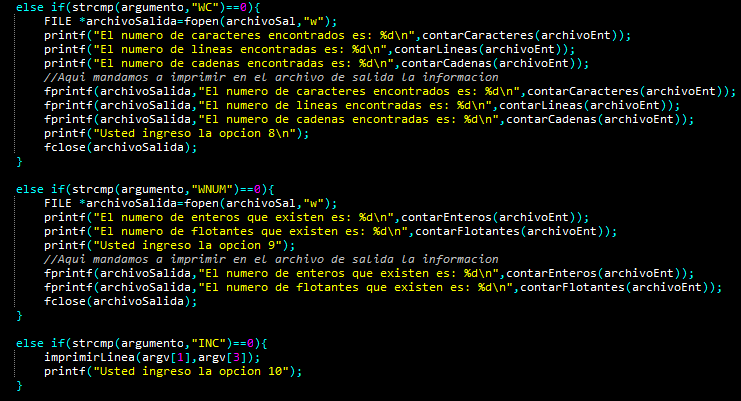 else if(strcmp(argumento,"WC")==0){
    FILE *archivoSalida=fopen(archivoSal,"w");
    printf("El numero de caracteres encontrados es: %d\n",contarCaracteres(archivoEnt));
    printf("El numero de lineas encontradas es: %d\n",contarLineas(archivoEnt));
    printf("El numero de cadenas encontradas es: %d\n",contarCadenas(archivoEnt));
    //Aqui mandamos a imprimir en el archivo de salida la informacion
    fprintf(archivoSalida,"El numero de caracteres encontrados es: %d\n",contarCaracteres(archivoEnt));
    fprintf(archivoSalida,"El numero de lineas encontradas es: %d\n",contarLineas(archivoEnt));
    fprintf(archivoSalida,"El numero de cadenas encontradas es: %d\n",contarCadenas(archivoEnt));
    printf("Usted ingreso la opcion 8\n");
    fclose(archivoSalida);
}

else if(strcmp(argumento,"WNUM")==0){
    FILE *archivoSalida=fopen(archivoSal,"w");
    printf("El numero de enteros que existen es: %d\n",contarEnteros(archivoEnt));
    printf("El numero de flotantes que existen es: %d\n",contarFlotantes(archivoEnt));
    printf("Usted ingreso la opcion 9");
    //Aqui mandamos a imprimir en el archivo de salida la informacion
    fprintf(archivoSalida,"El numero de enteros que existen es: %d\n",contarEnteros(archivoEnt));
    fprintf(archivoSalida,"El numero de flotantes que existen es: %d\n",contarFlotantes(archivoEnt));
    fclose(archivoSalida);
}

else if(strcmp(argumento,"INC")==0){
    imprimirLinea(argv[1],argv[3]);
    printf("Usted ingreso la opcion 10");
}